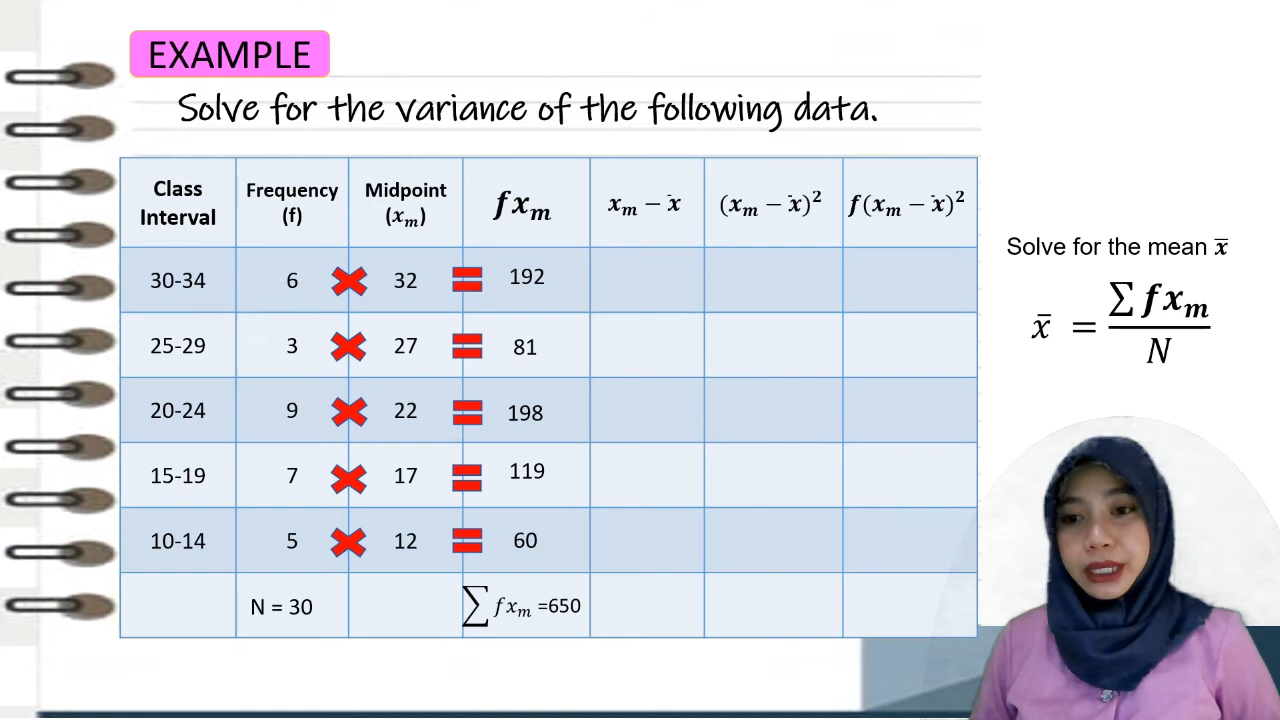 EXAMPLE
Solve for the variance of the following data.
Class Interval | Frequency (f) | Midpoint (xₘ) | fxₘ | xₘ − x̄ | (xₘ − x̄)² | f(xₘ − x̄)²
30-34 | 6 | 32 | 192
25-29 | 3 | 27 | 81
20-24 | 9 | 22 | 198
15-19 | 7 | 17 | 119
10-14 | 5 | 12 | 60
N = 30 | ∑ fxₘ =650
Solve for the mean x̄
x̄ = ∑ fxₘ / N